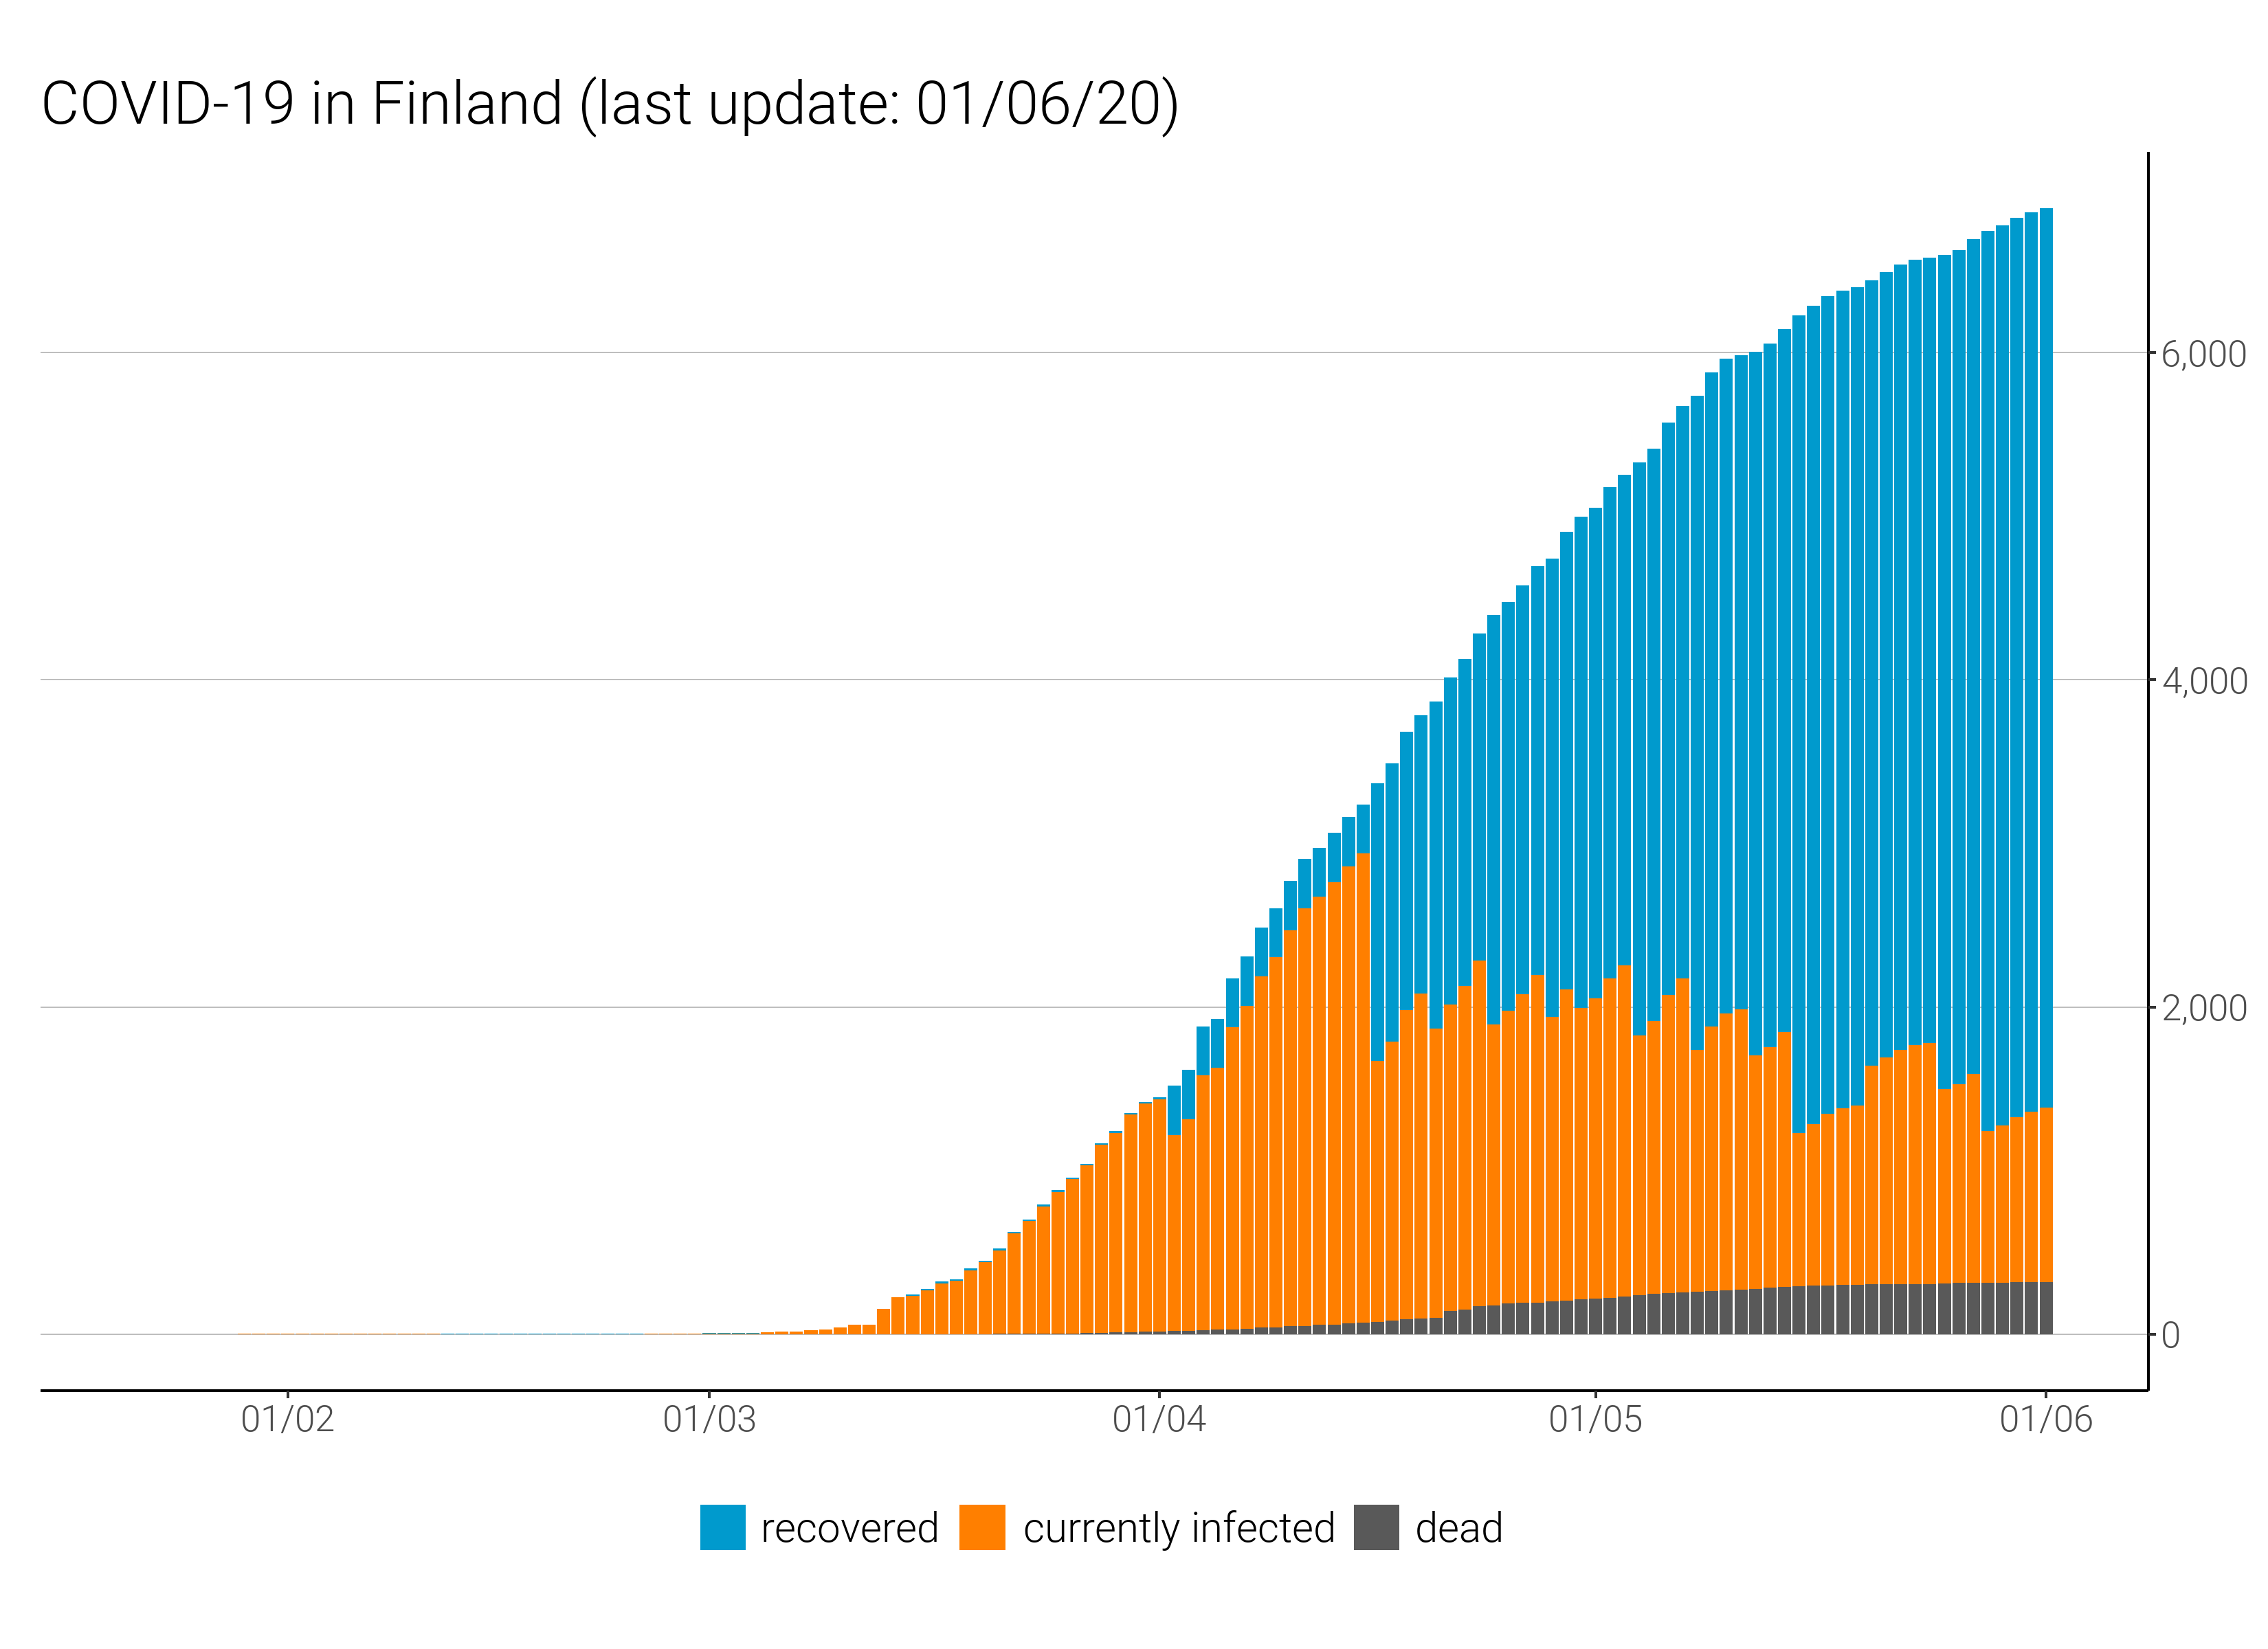 COVID-19 in Finland (last update: 01/06/20)
6,000
4,000
2,000
0
01/02 01/03 01/04 01/05 01/06
recovered currently infected dead